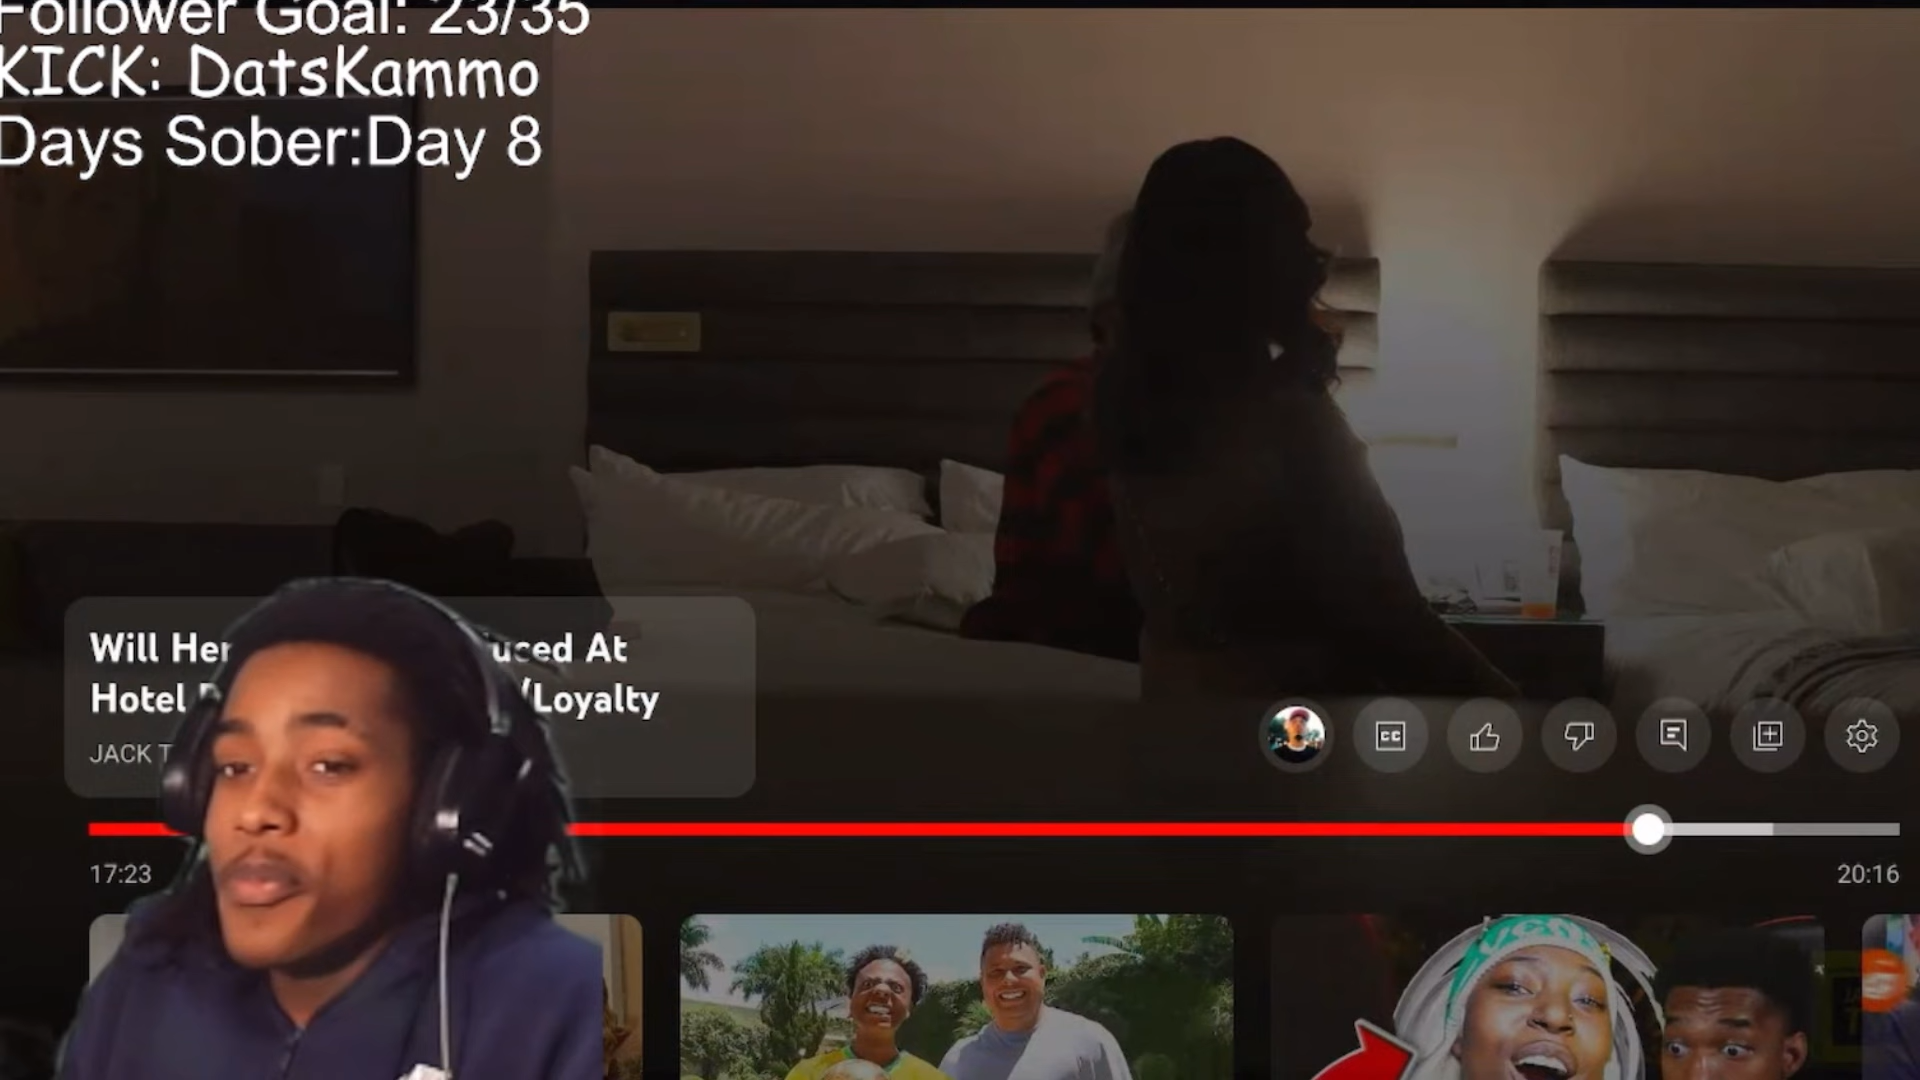 Follower Goal: 23/35
KICK: DatsKammo
Days Sober:Day 8
Will Her uced At
Hotel /Loyalty
JACK T
CC
17:23
20:16